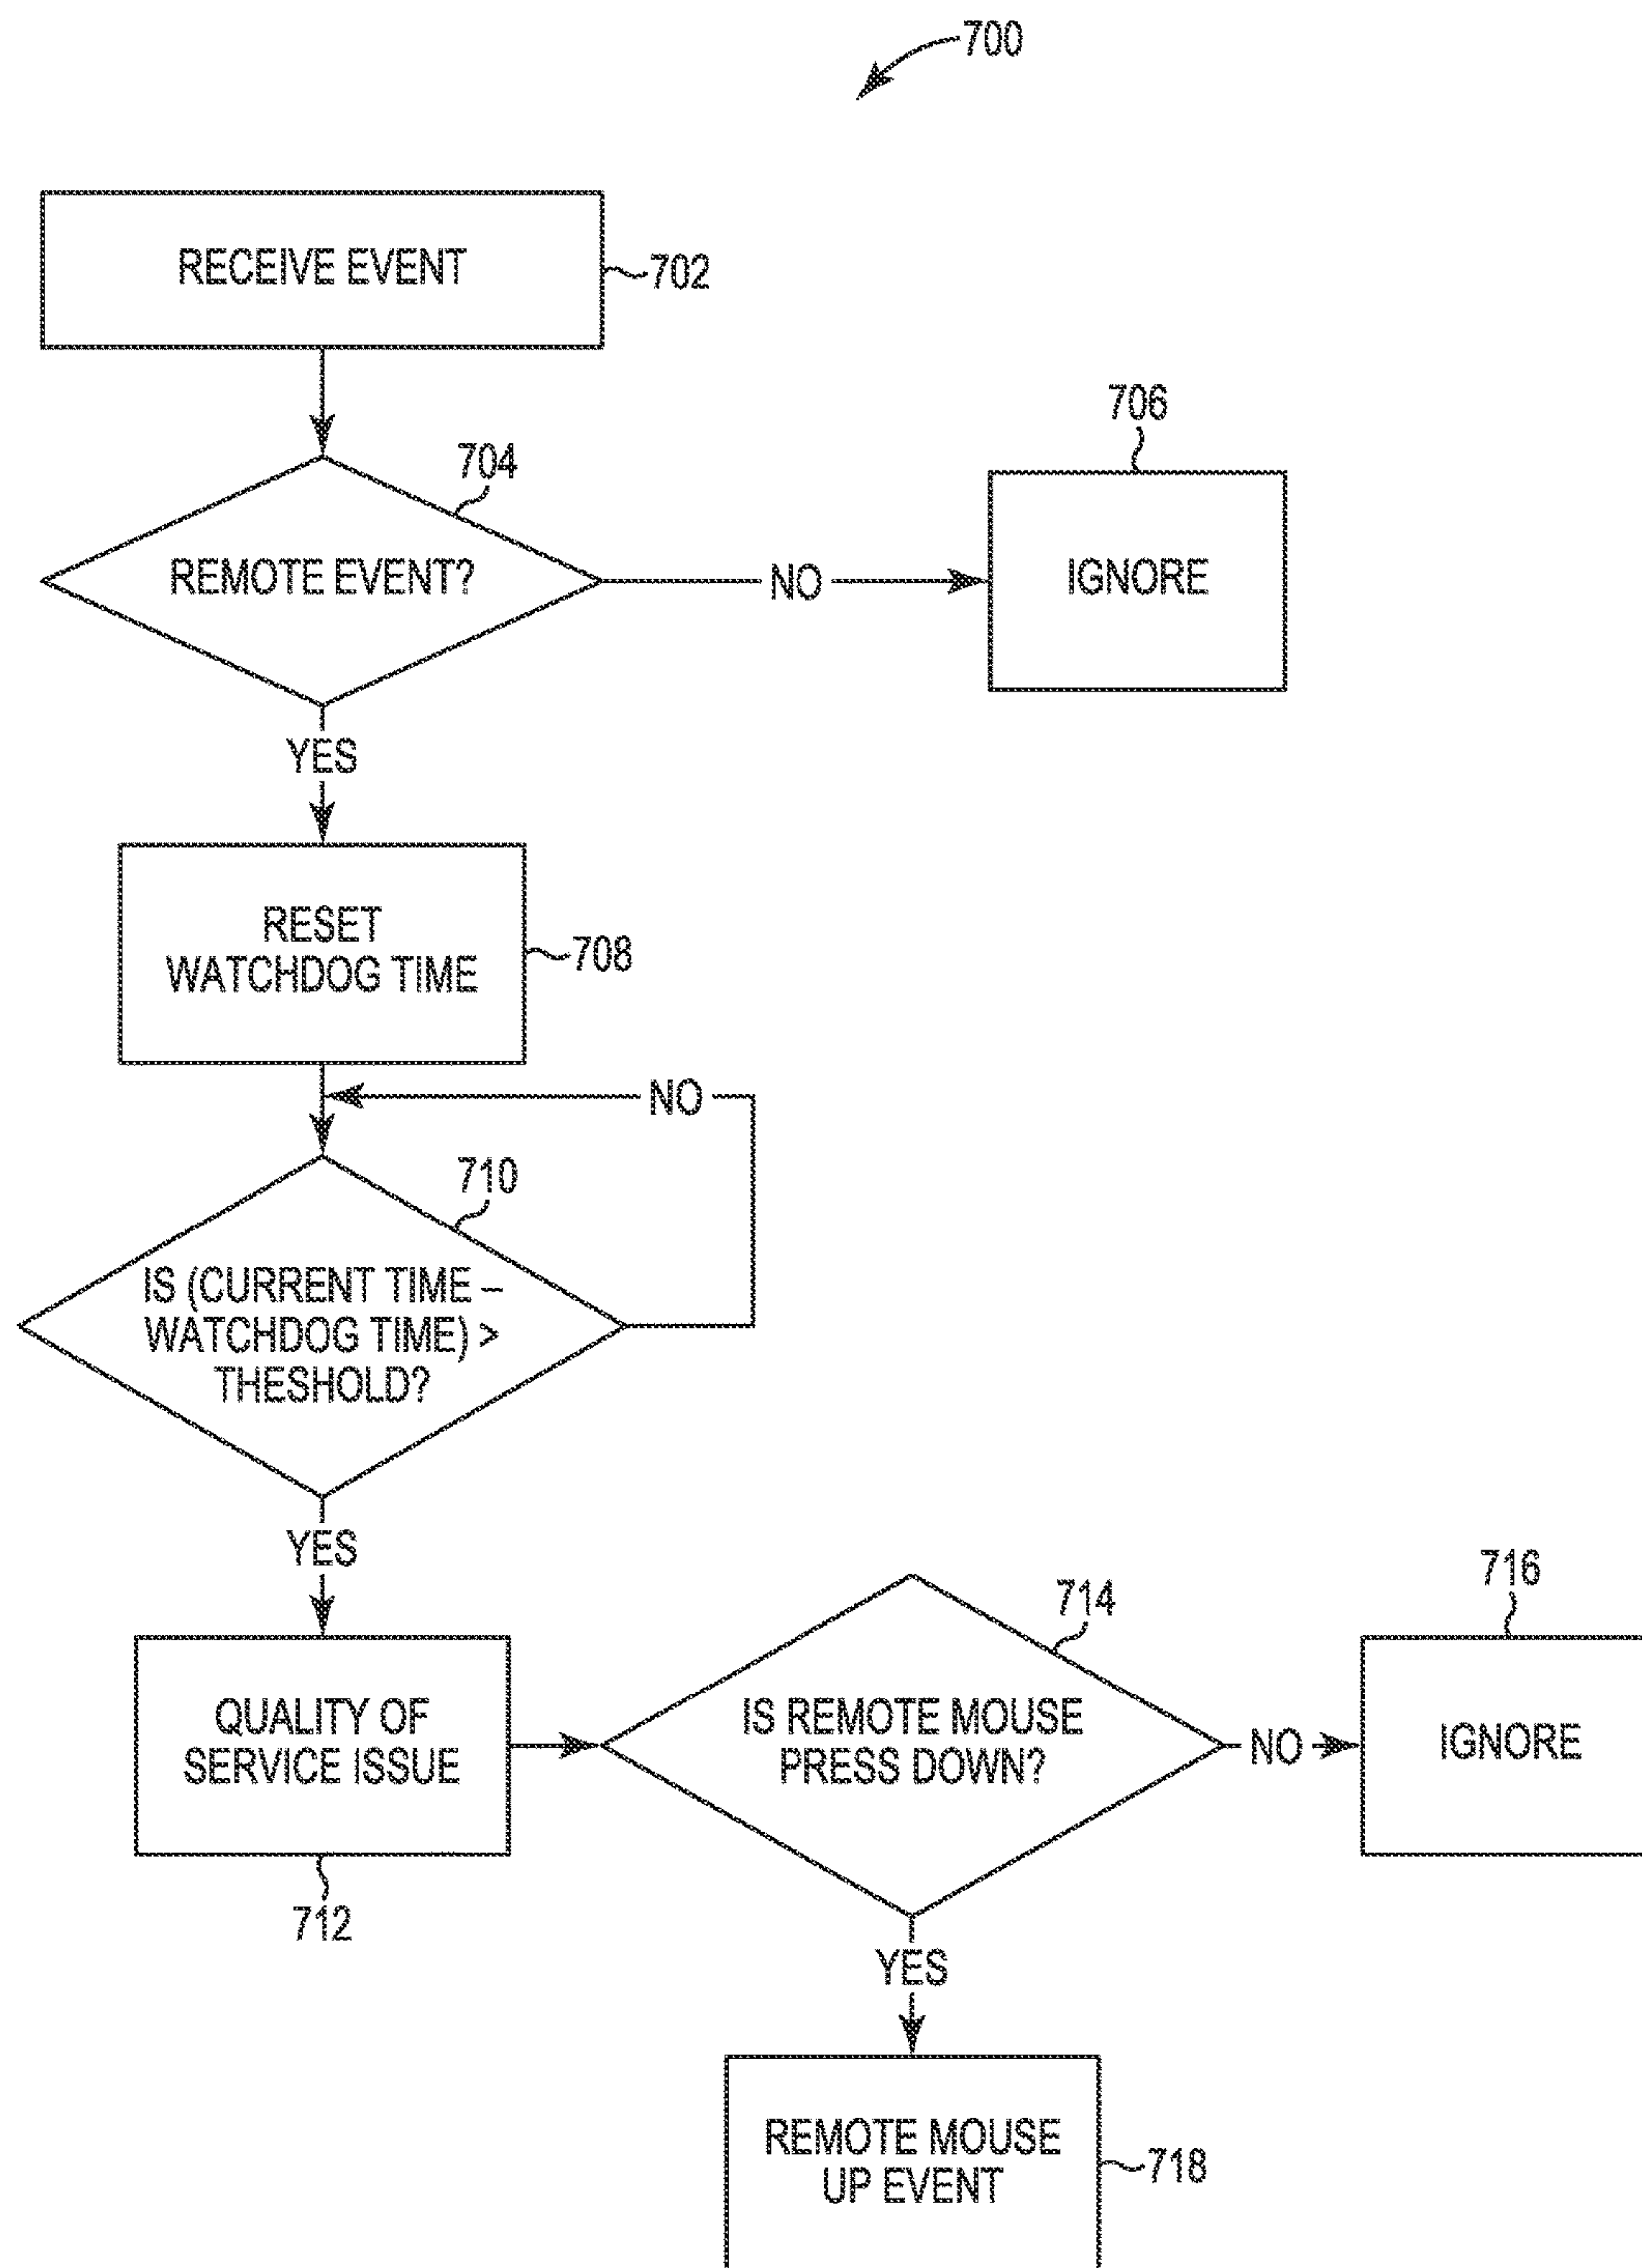 700
RECEIVE EVENT
702
704
REMOTE EVENT?
NO
706
IGNORE
YES
RESET
WATCHDOG TIME
708
NO
710
IS (CURRENT TIME –
WATCHDOG TIME) >
THESHOLD?
YES
QUALITY OF
SERVICE ISSUE
712
714
IS REMOTE MOUSE
PRESS DOWN?
NO
716
IGNORE
YES
REMOTE MOUSE
UP EVENT
718